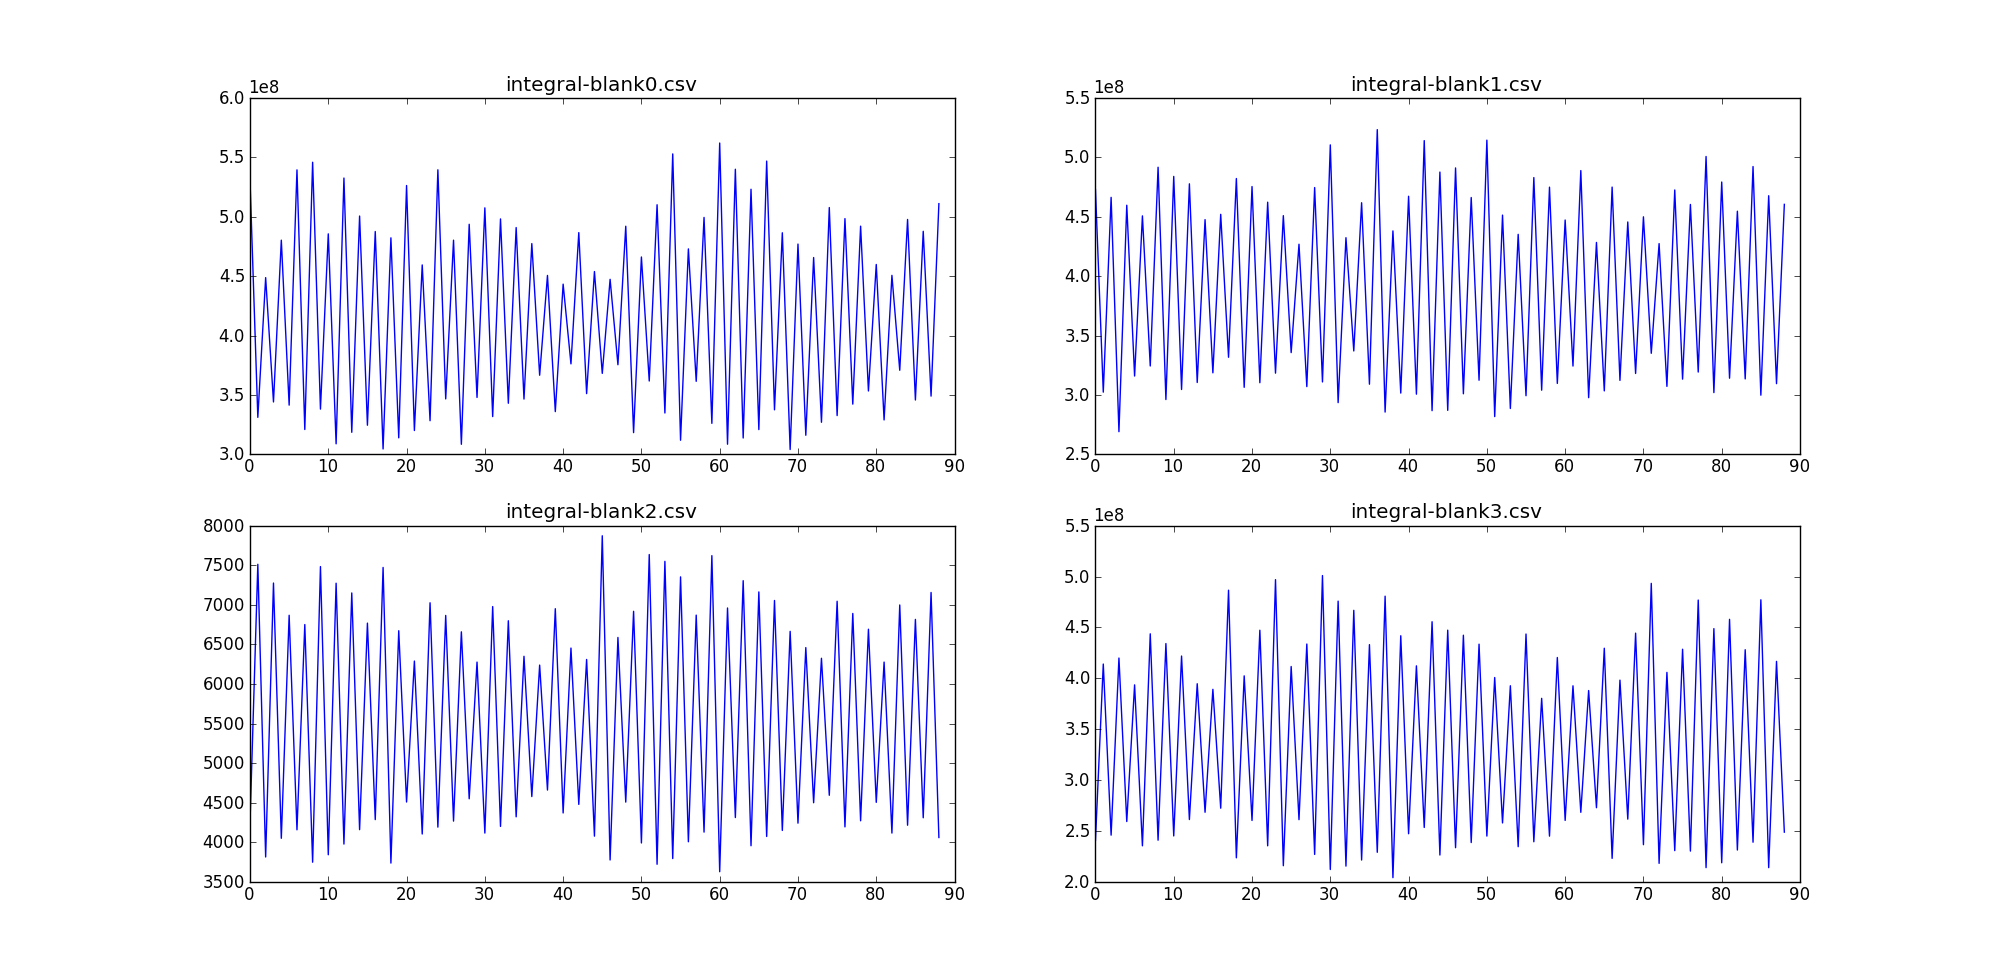 integral-blank0.csv
1e8
6.0
5.5
5.0
4.5
4.0
3.5
3.0
0 10 20 30 40 50 60 70 80 90
integral-blank1.csv
1e8
5.5
5.0
4.5
4.0
3.5
3.0
2.5
0 10 20 30 40 50 60 70 80 90
integral-blank2.csv
8000
7500
7000
6500
6000
5500
5000
4500
4000
3500
0 10 20 30 40 50 60 70 80 90
integral-blank3.csv
1e8
5.5
5.0
4.5
4.0
3.5
3.0
2.5
2.0
0 10 20 30 40 50 60 70 80 90